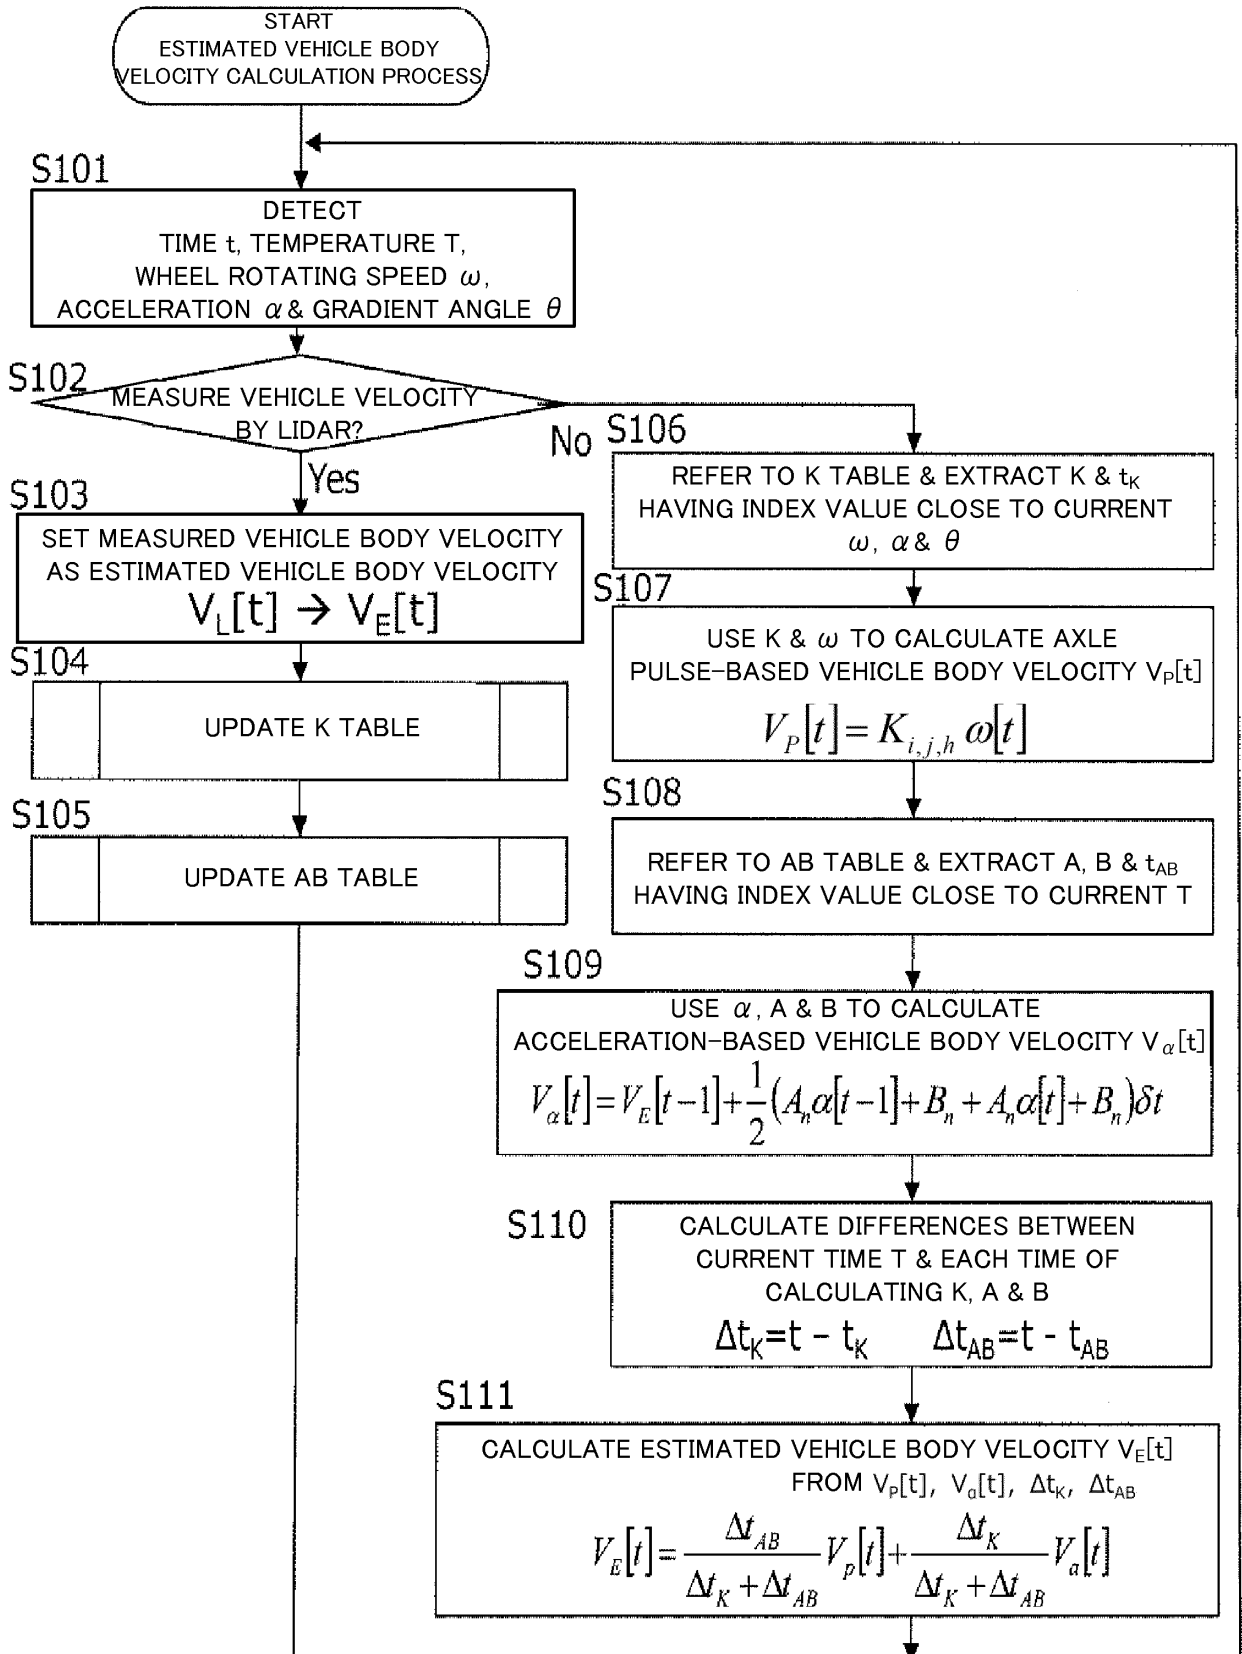 START
ESTIMATED VEHICLE BODY
VELOCITY CALCULATION PROCESS
S101
DETECT
TIME t, TEMPERATURE T,
WHEEL ROTATING SPEED ω,
ACCELERATION α & GRADIENT ANGLE θ
S102
MEASURE VEHICLE VELOCITY
BY LIDAR?
No
Yes
S103
SET MEASURED VEHICLE BODY VELOCITY
AS ESTIMATED VEHICLE BODY VELOCITY
V_L[t] → V_E[t]
S104
UPDATE K TABLE
S105
UPDATE AB TABLE
S106
REFER TO K TABLE & EXTRACT K & t_K
HAVING INDEX VALUE CLOSE TO CURRENT
ω, α & θ
S107
USE K & ω TO CALCULATE AXLE
PULSE-BASED VEHICLE BODY VELOCITY V_P[t]
V_P[t] = K_{i,j,h} ω[t]
S108
REFER TO AB TABLE & EXTRACT A, B & t_AB
HAVING INDEX VALUE CLOSE TO CURRENT T
S109
USE α, A & B TO CALCULATE
ACCELERATION-BASED VEHICLE BODY VELOCITY V_α[t]
V_α[t] = V_E[t-1] + 1/2 (A_n α[t-1] + B_n + A_n α[t] + B_n) δt
S110
CALCULATE DIFFERENCES BETWEEN
CURRENT TIME T & EACH TIME OF
CALCULATING K, A & B
Δt_K = t - t_K Δt_AB = t - t_AB
S111
CALCULATE ESTIMATED VEHICLE BODY VELOCITY V_E[t]
FROM V_P[t], V_α[t], Δt_K, Δt_AB
V_E[t] = Δt_AB / (Δt_K + Δt_AB) V_p[t] + Δt_K / (Δt_K + Δt_AB) V_a[t]